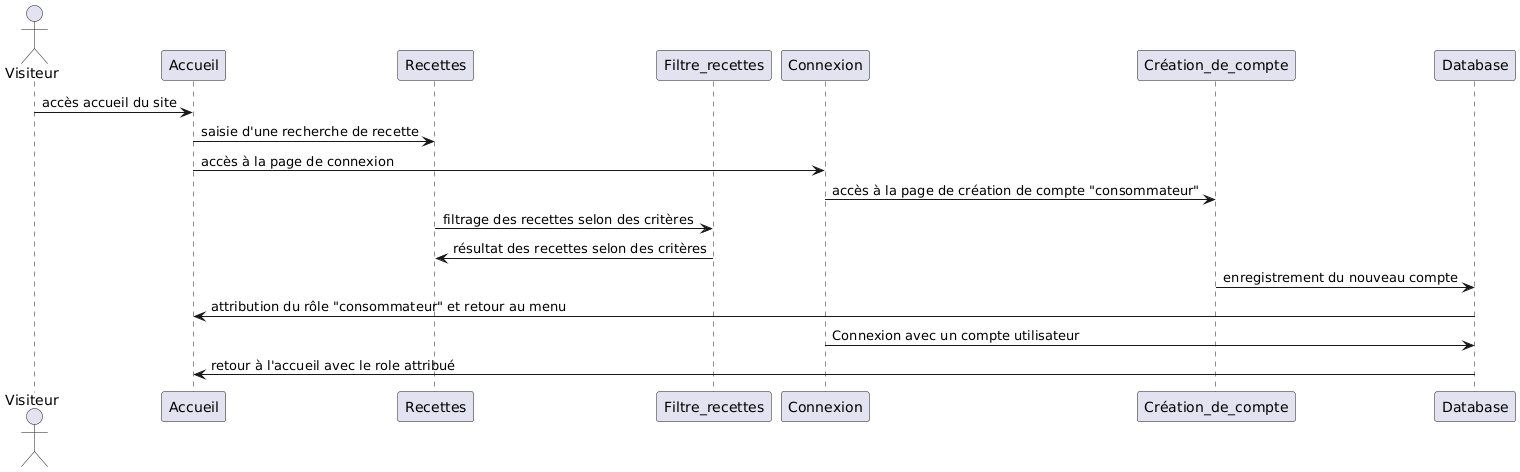 Visiteur
Accueil
Recettes
Filtre_recettes
Connexion
Création_de_compte
Database
accès accueil du site
saisie d'une recherche de recette
accès à la page de connexion
accès à la page de création de compte "consommateur"
filtrage des recettes selon des critères
résultat des recettes selon des critères
enregistrement du nouveau compte
attribution du rôle "consommateur" et retour au menu
Connexion avec un compte utilisateur
retour à l'accueil avec le role attribué
Visiteur
Accueil
Recettes
Filtre_recettes
Connexion
Création_de_compte
Database